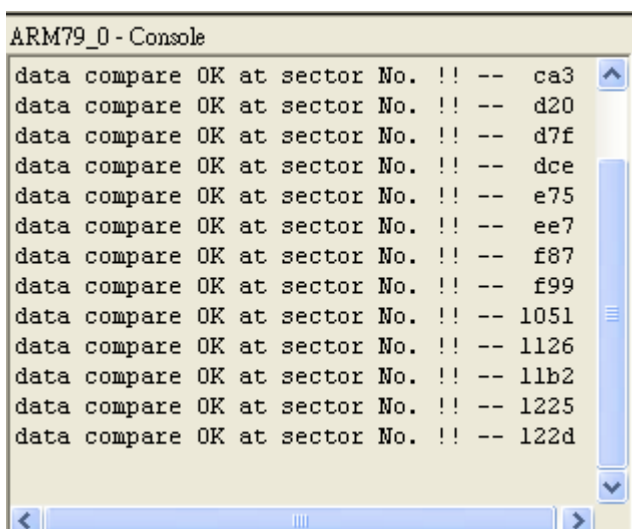 ARM79_0 - Console
data compare OK at sector No. !! --  ca3
data compare OK at sector No. !! --  d20
data compare OK at sector No. !! --  d7f
data compare OK at sector No. !! --  dce
data compare OK at sector No. !! --  e75
data compare OK at sector No. !! --  ee7
data compare OK at sector No. !! --  f87
data compare OK at sector No. !! --  f99
data compare OK at sector No. !! -- 1051
data compare OK at sector No. !! -- 1126
data compare OK at sector No. !! -- 11b2
data compare OK at sector No. !! -- 1225
data compare OK at sector No. !! -- 122d